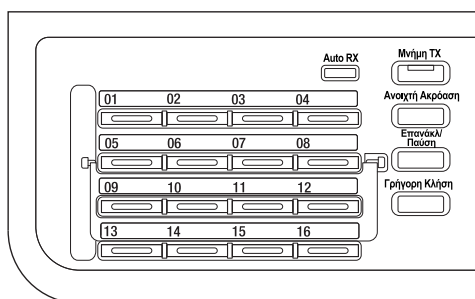 Auto RX
Μνήμη TX
01 02 03 04
Ανοιχτή Ακρόαση
05 06 07 08
Επανάκλ/
Παύση
09 10 11 12
Γρήγορη Κλήση
13 14 15 16